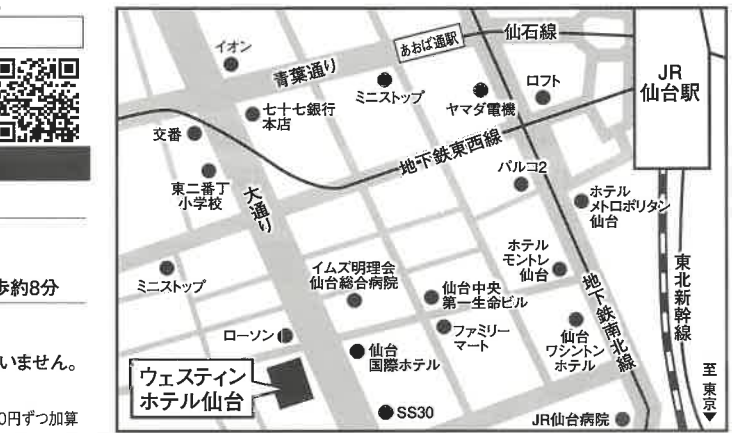 歩約8分
いません。
0円ずつ加算
イオン
青葉通り
あおば通駅
仙石線
JR
仙台駅
ミニストップ
ヤマダ電機
ロフト
七十七銀行
本店
交番
地下鉄東西線
東二番丁
小学校
大通り
パルコ2
ホテル
メトロポリタン
仙台
ミニストップ
イムズ明理会
仙台総合病院
仙台中央
第一生命ビル
ホテル
モントレ
仙台
地下鉄南北線
東北新幹線
ローソン
ファミリー
マート
仙台
国際ホテル
仙台
ワシントン
ホテル
ウェスティン
ホテル仙台
SS30
JR仙台病院
至東京▼